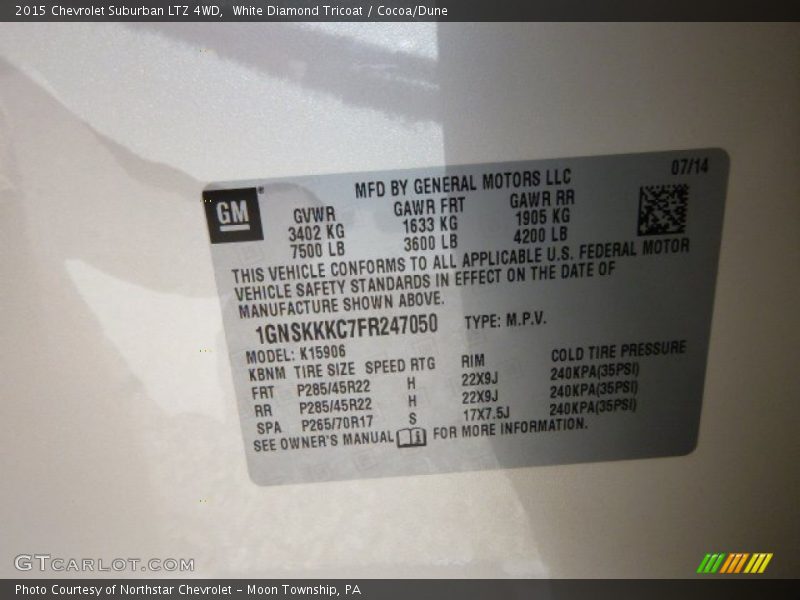 2015 Chevrolet Suburban LTZ 4WD, White Diamond Tricoat / Cocoa/Dune
07/14
MFD BY GENERAL MOTORS LLC
GM
GVWR GAWR FRT GAWR RR
3402 KG 1633 KG 1905 KG
7500 LB 3600 LB 4200 LB
THIS VEHICLE CONFORMS TO ALL APPLICABLE U.S. FEDERAL MOTOR
VEHICLE SAFETY STANDARDS IN EFFECT ON THE DATE OF
MANUFACTURE SHOWN ABOVE.
1GNSKKKC7FR247050 TYPE: M.P.V.
MODEL: K15906
KBNM TIRE SIZE SPEED RTG RIM COLD TIRE PRESSURE
FRT P285/45R22 H 22X9J 240KPA(35PSI)
RR P285/45R22 H 22X9J 240KPA(35PSI)
SPA P265/70R17 S 17X7.5J 240KPA(35PSI)
SEE OWNER'S MANUAL FOR MORE INFORMATION.
GTCARLOT.COM
Photo Courtesy of Northstar Chevrolet - Moon Township, PA